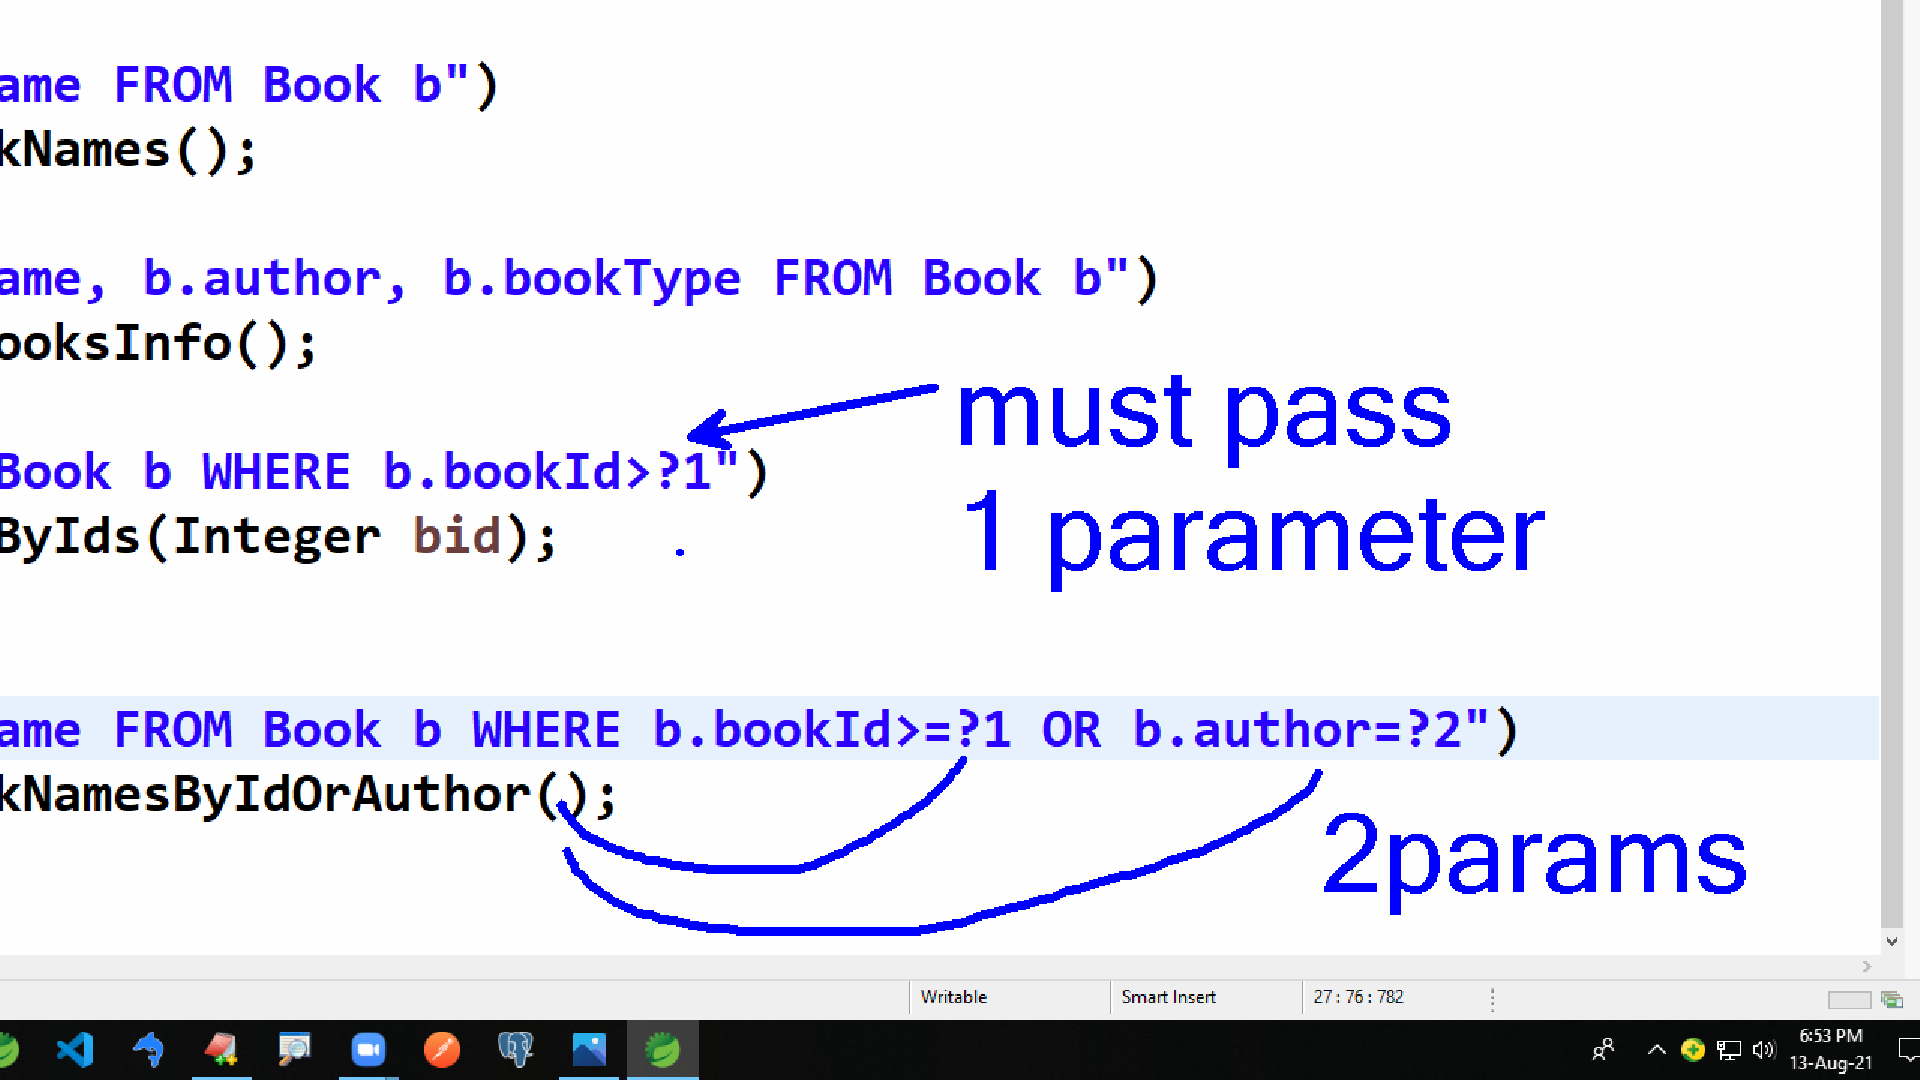 ame FROM Book b")
kNames();
ame, b.author, b.bookType FROM Book b")
ooksInfo();
must pass
Book b WHERE b.bookId>?1")
1 parameter
ByIds(Integer bid);
ame FROM Book b WHERE b.bookId>=?1 OR b.author=?2")
kNamesByIdOrAuthor();
2params
Writable
Smart Insert
27 : 76 : 782
6:53 PM
13-Aug-21